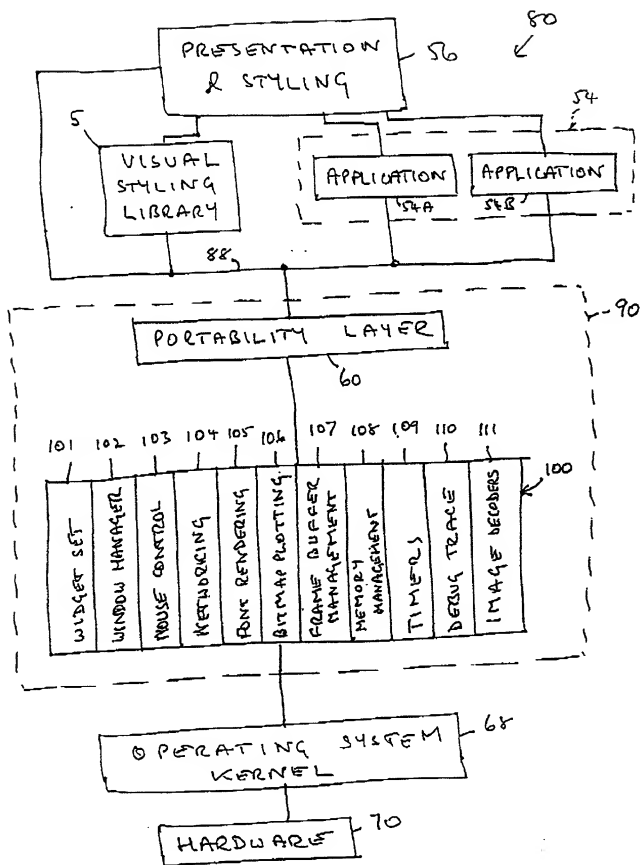 80
PRESENTATION
& STYLING
56
54
5
VISUAL
STYLING
LIBRARY
APPLICATION
APPLICATION
54A
54B
88
90
PORTABILITY LAYER
60
101 102 103 104 105 106 107 108 109 110 111
100
WIDGET SET
WINDOW MANAGER
MOUSE CONTROL
NETWORKING
FONT RENDERING
BITMAP PLOTTING
FRAME BUFFER
MANAGEMENT
MEMORY
MANAGEMENT
TIMERS
DEBUG TRACE
IMAGE DECODERS
OPERATING SYSTEM
KERNEL
68
HARDWARE
70